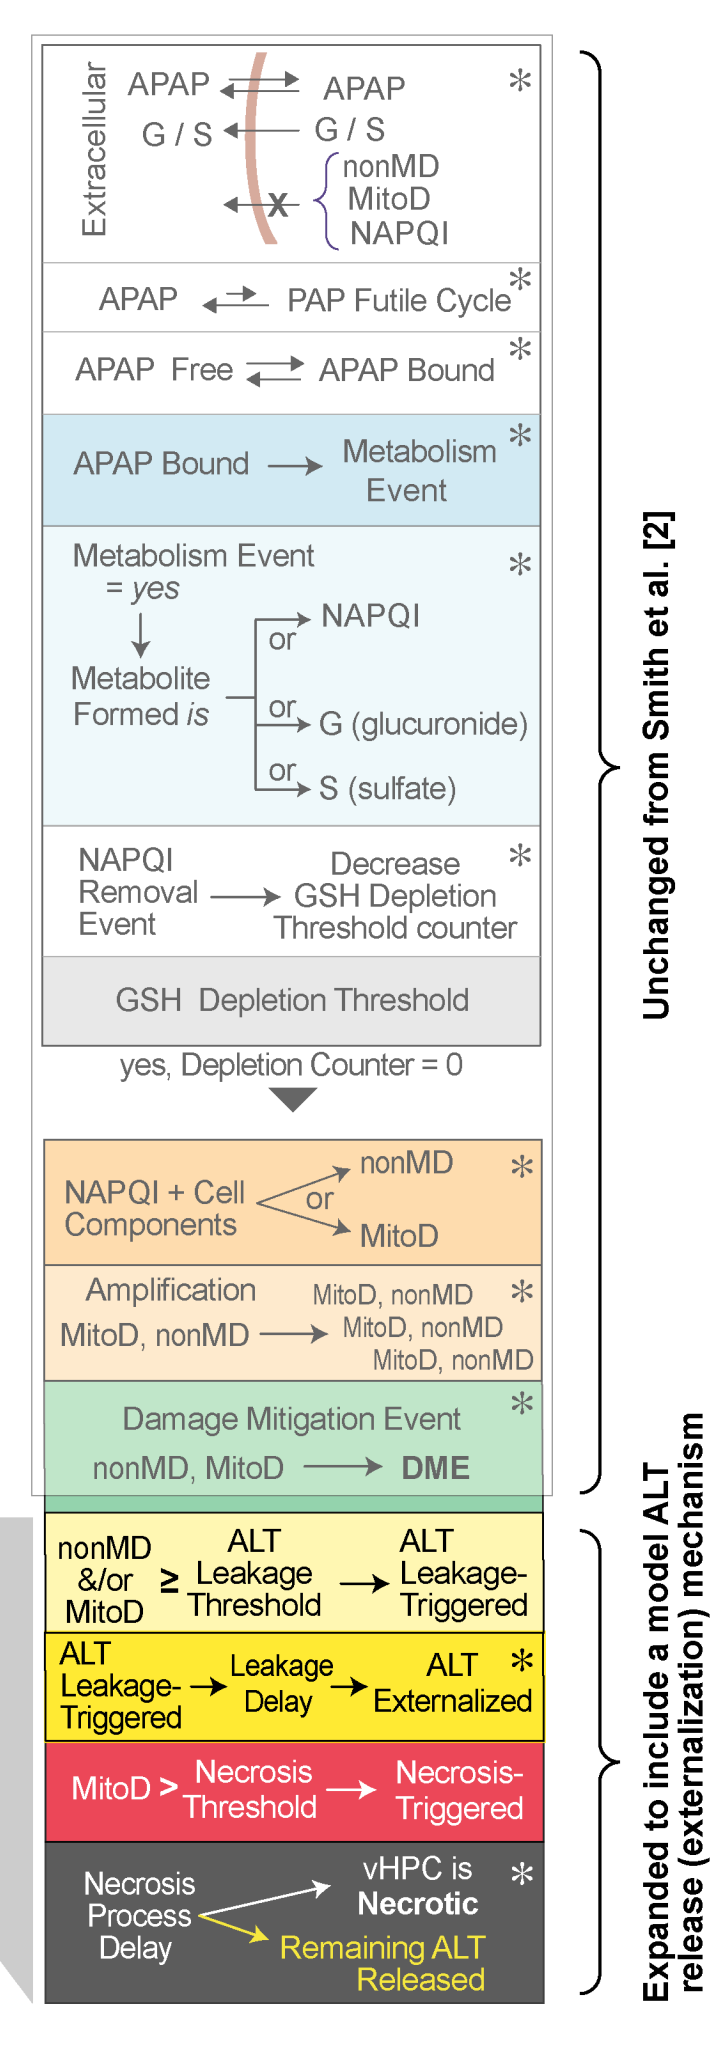 Extracellular
APAP APAP *
G / S G / S
nonMD
X MitoD
NAPQI
APAP PAP Futile Cycle *
APAP Free APAP Bound *
APAP Bound Metabolism *
Event
Metabolism Event *
= yes
NAPQI
or
Metabolite
Formed is
or
G (glucuronide)
or
S (sulfate)
NAPQI Decrease *
Removal GSH Depletion
Event Threshold counter
GSH Depletion Threshold
yes, Depletion Counter = 0
nonMD *
NAPQI + Cell or
Components
MitoD
Amplification MitoD, nonMD *
MitoD, nonMD MitoD, nonMD
MitoD, nonMD
Damage Mitigation Event *
nonMD, MitoD DME
nonMD ALT ALT
&/or ≥ Leakage Leakage-
MitoD Threshold Triggered
ALT Leakage ALT *
Leakage- Delay Externalized
Triggered
MitoD > Necrosis Necrosis-
Threshold Triggered
Necrosis vHPC is *
Process Necrotic
Delay Remaining ALT
Released
Unchanged from Smith et al. [2]
Expanded to include a model ALT
release (externalization) mechanism